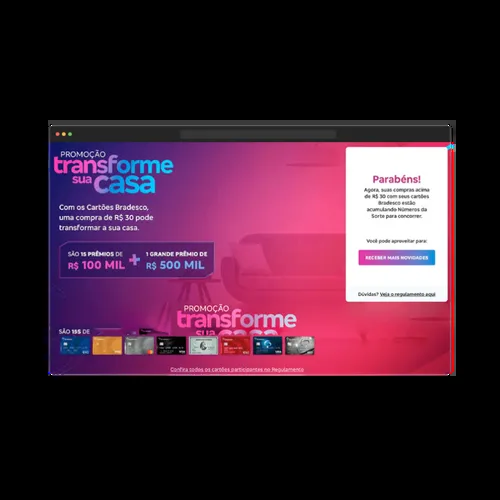 PROMOÇÃO
transforme
sua casa
Com os Cartões Bradesco,
uma compra de R$ 30 pode
transformar a sua casa.
SÃO 15 PRÊMIOS DE
R$ 100 MIL
+
1 GRANDE PRÊMIO DE
R$ 500 MIL
Parabéns!
Agora, suas compras acima
de R$ 30 com seus cartões
Bradesco estão
acumulando Números da
Sorte para concorrer.
Você pode aproveitar para:
RECEBER MAIS NOVIDADES
Dúvidas? Veja o regulamento aqui
PROMOÇÃO
transforme
sua casa
Confira todos os cartões participantes no Regulamento